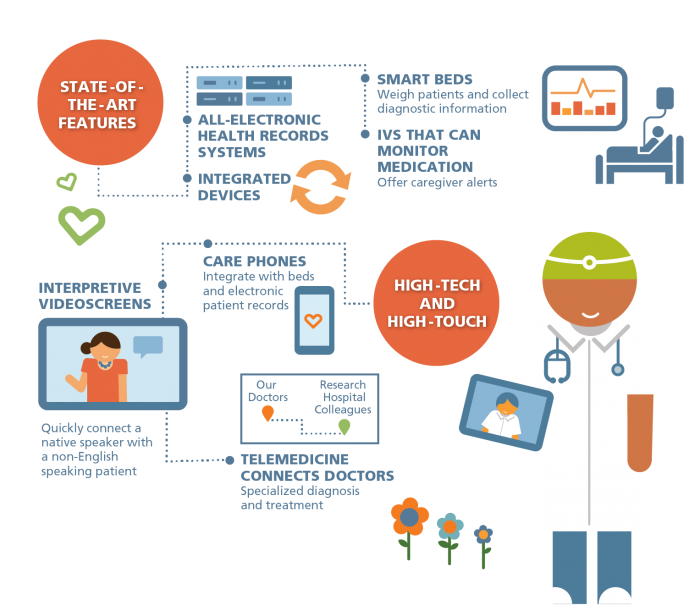 STATE-OF-
THE-ART
FEATURES
ALL-ELECTRONIC
HEALTH RECORDS
SYSTEMS
INTEGRATED
DEVICES
SMART BEDS
Weigh patients and collect
diagnostic information
IVS THAT CAN
MONITOR
MEDICATION
Offer caregiver alerts
HIGH-TECH
AND
HIGH-TOUCH
CARE PHONES
Integrate with beds
and electronic
patient records
INTERPRETIVE
VIDEOSCREENS
Quickly connect a
native speaker with
a non-English
speaking patient
Our
Doctors
Research
Hospital
Colleagues
TELEMEDICINE
CONNECTS DOCTORS
Specialized diagnosis
and treatment